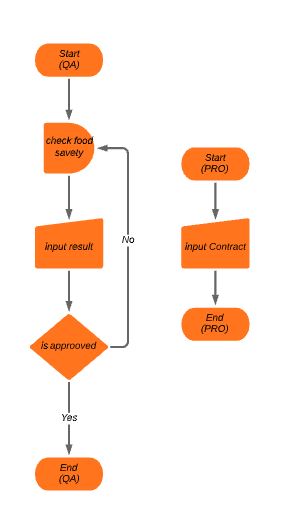 Start
(QA)
check food
savety
input result
No
is approoved
Yes
End
(QA)
Start
(PRO)
input Contract
End
(PRO)